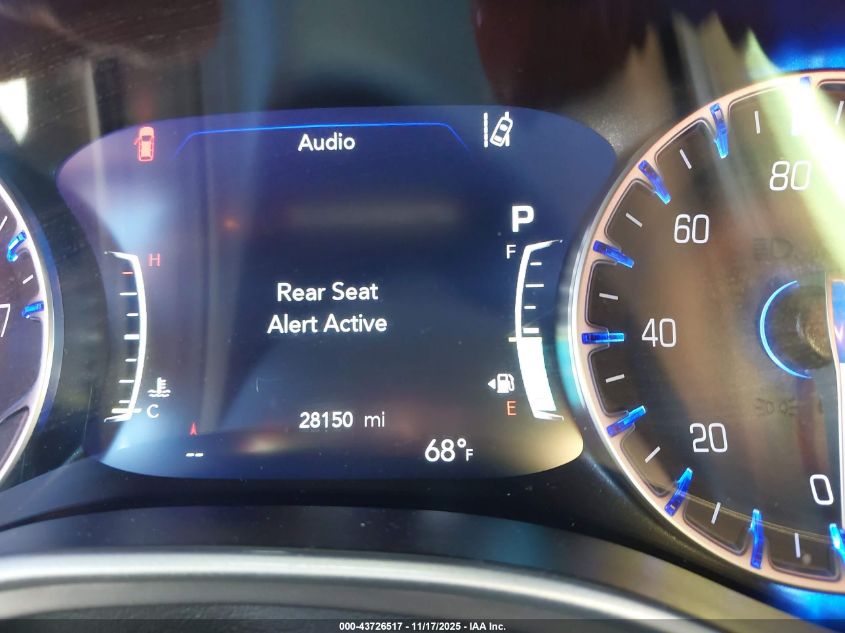 Audio
P
F
H
Rear Seat
Alert Active
C
E
28150 mi
--
68°F
7
80
60
40
20
0
000-43726517 - 11/17/2025 - IAA Inc.